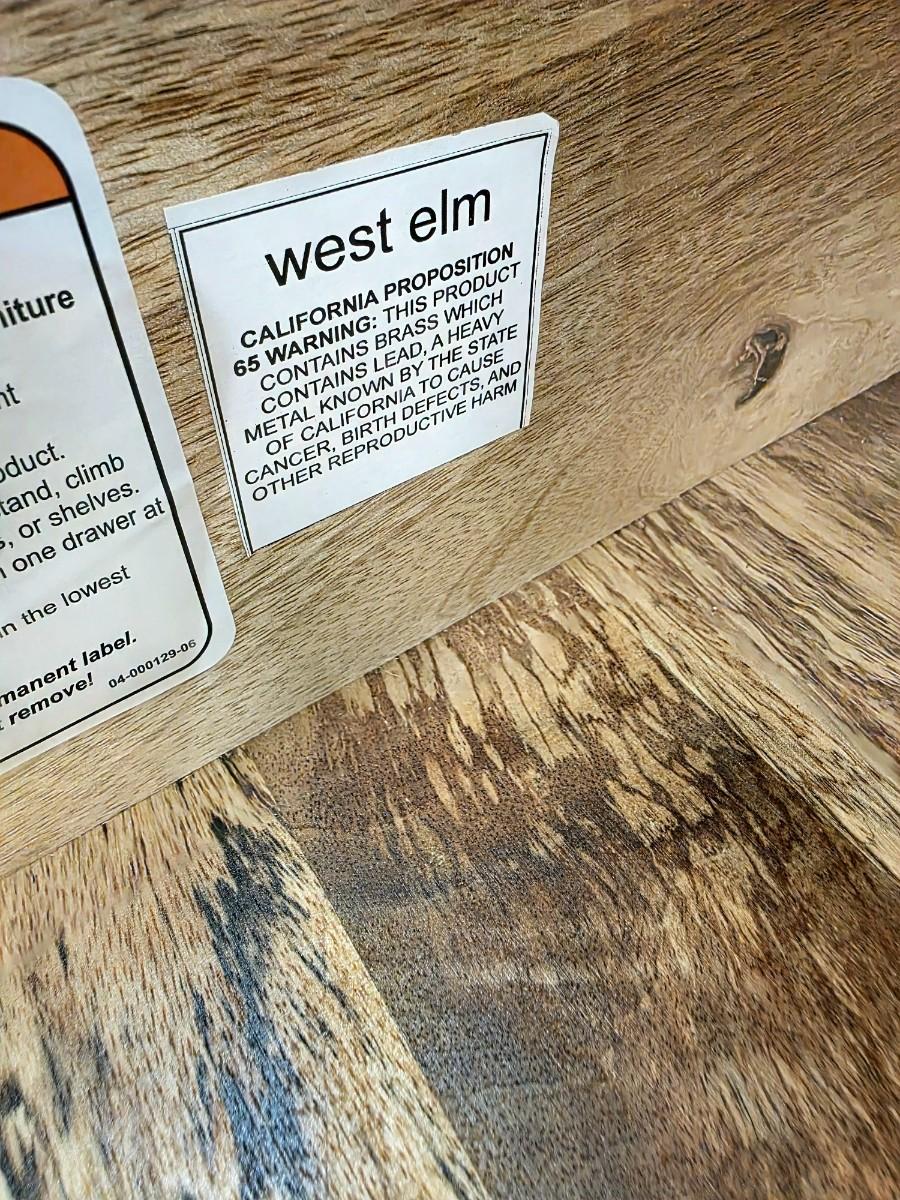 niture
nt
oduct.
tand, climb
s, or shelves.
one drawer at
in the lowest
manent label.
t remove!
04-000129-06
west elm
CALIFORNIA PROPOSITION
65 WARNING: THIS PRODUCT
CONTAINS BRASS WHICH
CONTAINS LEAD, A HEAVY
METAL KNOWN BY THE STATE
OF CALIFORNIA TO CAUSE
CANCER, BIRTH DEFECTS, AND
OTHER REPRODUCTIVE HARM